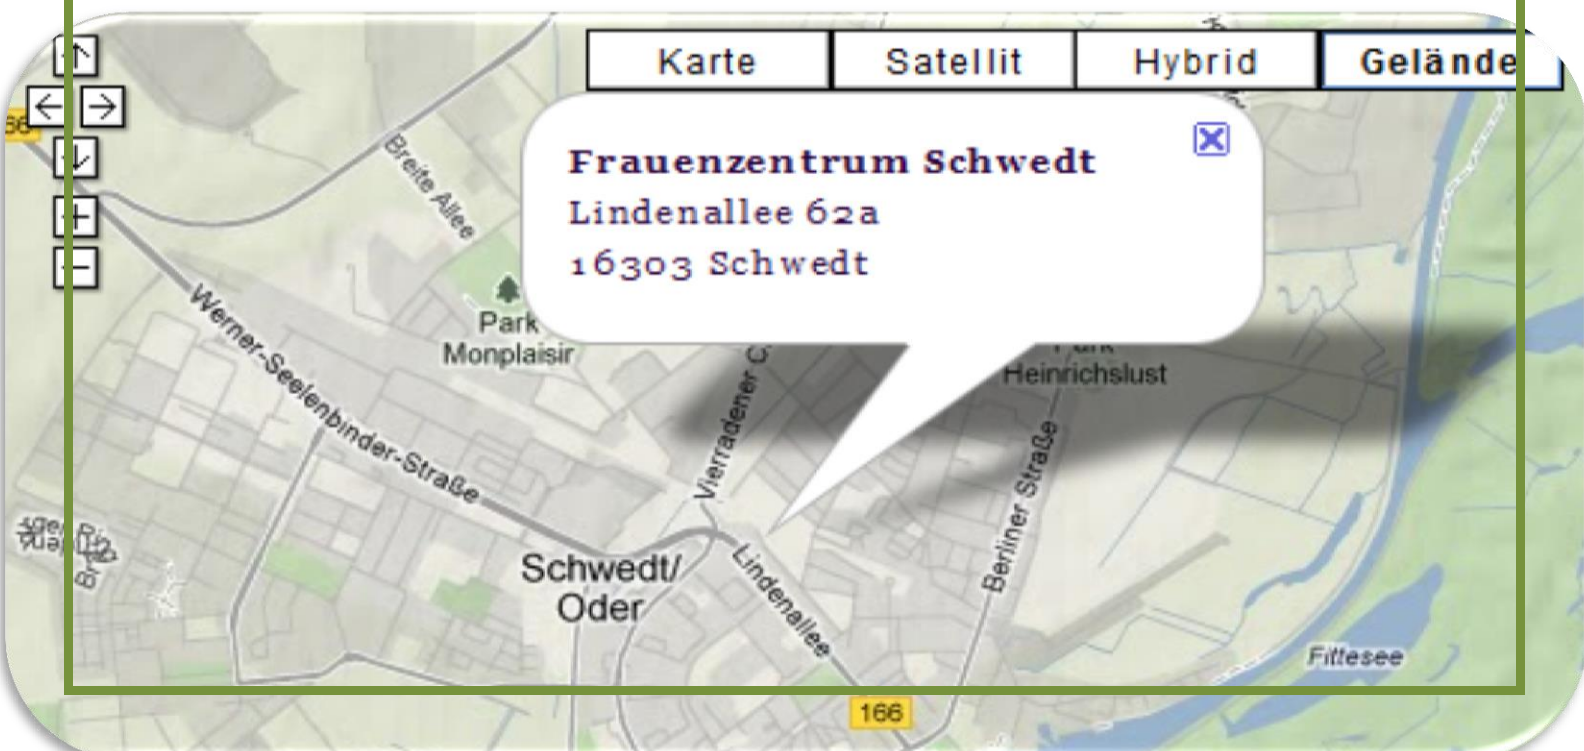 Karte
Satellit
Hybrid
Gelände
Frauenzentrum Schwedt
Lindenallee 62a
16303 Schwedt
Breite Allee
Park
Monplaisir
Werner-Seelenbinder-Straße
Vierradener
Heinrichslust
Berliner Straße
Schwedt/
Oder
Lindenallee
Fittesee
166